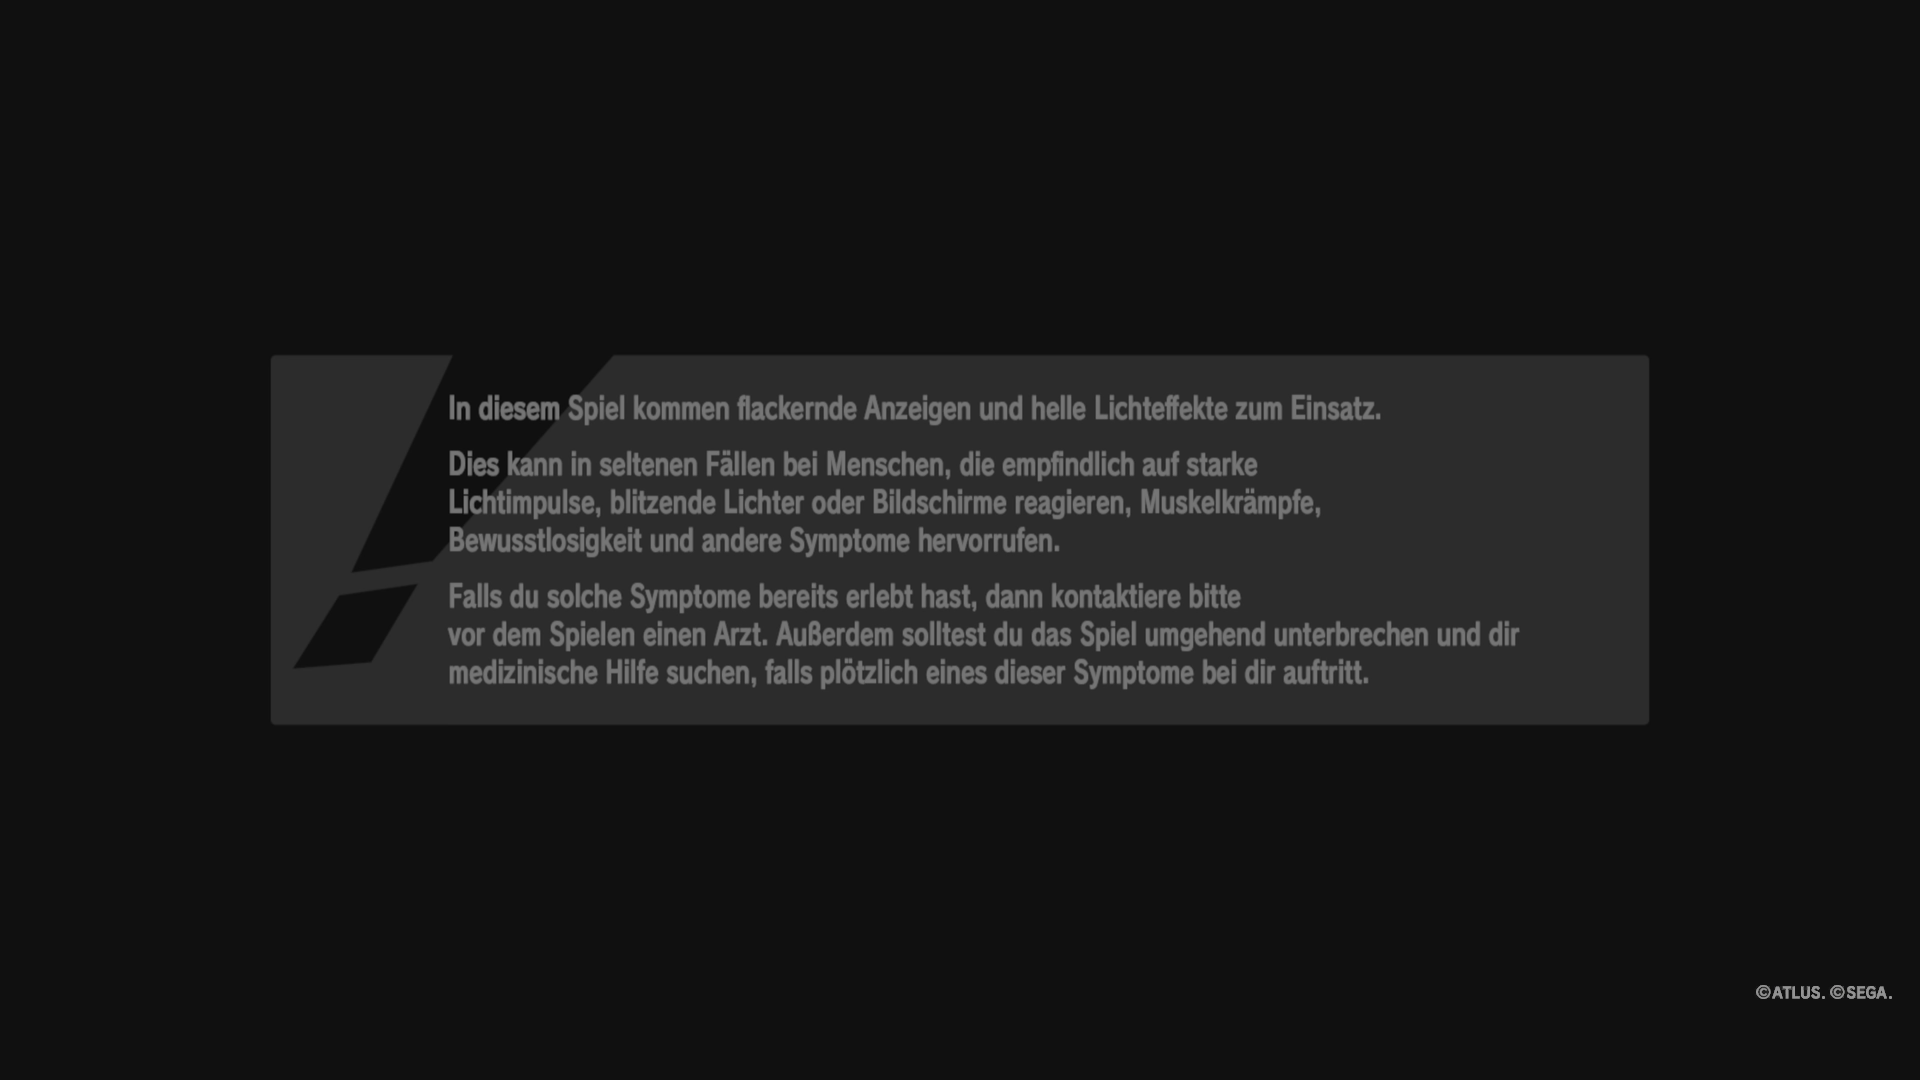 In diesem Spiel kommen flackernde Anzeigen und helle Lichteffekte zum Einsatz.
Dies kann in seltenen Fällen bei Menschen, die empfindlich auf starke
Lichtimpulse, blitzende Lichter oder Bildschirme reagieren, Muskelkrämpfe,
Bewusstlosigkeit und andere Symptome hervorrufen.
Falls du solche Symptome bereits erlebt hast, dann kontaktiere bitte
vor dem Spielen einen Arzt. Außerdem solltest du das Spiel umgehend unterbrechen und dir
medizinische Hilfe suchen, falls plötzlich eines dieser Symptome bei dir auftritt.
©ATLUS. ©SEGA.